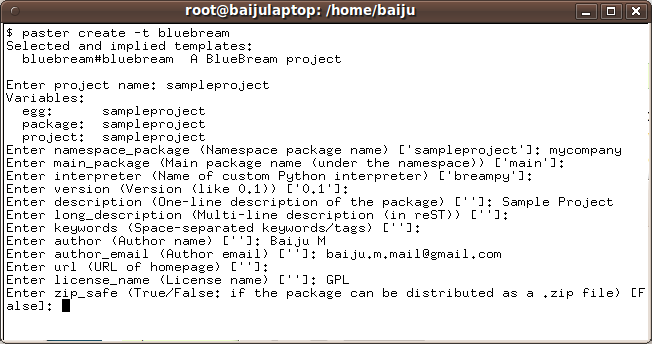 root@baijulaptop: /home/baiju
$ paster create -t bluebream
Selected and implied templates:
  bluebream#bluebream  A BlueBream project

Enter project name: sampleproject
Variables:
  egg:      sampleproject
  package:  sampleproject
  project:  sampleproject
Enter namespace_package (Namespace package name) ['sampleproject']: mycompany
Enter main_package (Main package name (under the namespace)) ['main']:
Enter interpreter (Name of custom Python interpreter) ['breampy']:
Enter version (Version (like 0.1)) ['0.1']:
Enter description (One-line description of the package) ['']: Sample Project
Enter long_description (Multi-line description (in reST)) ['']:
Enter keywords (Space-separated keywords/tags) ['']:
Enter author (Author name) ['']: Baiju M
Enter author_email (Author email) ['']: baiju.m.mail@gmail.com
Enter url (URL of homepage) ['']:
Enter license_name (License name) ['']: GPL
Enter zip_safe (True/False: if the package can be distributed as a .zip file) [F
alse]: